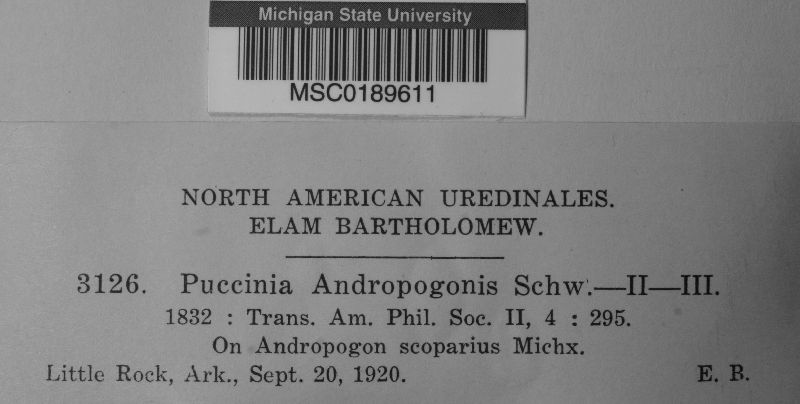 Michigan State University
MSC0189611
NORTH AMERICAN UREDINALES.
ELAM BARTHOLOMEW.
3126. Puccinia Andropogonis Schw.—II—III.
1832 : Trans. Am. Phil. Soc. II, 4 : 295.
On Andropogon scoparius Michx.
Little Rock, Ark., Sept. 20, 1920. E. B.